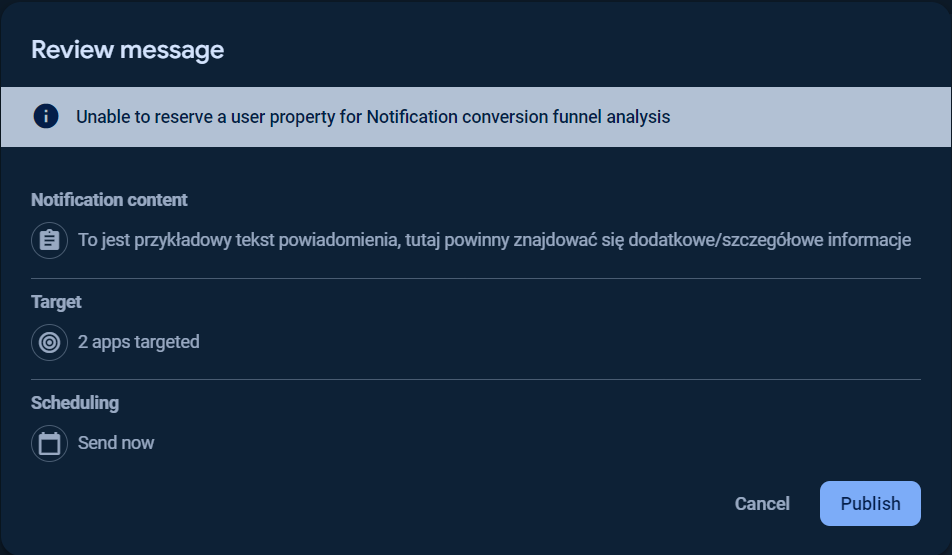 Review message
Unable to reserve a user property for Notification conversion funnel analysis
Notification content
To jest przykładowy tekst powiadomienia, tutaj powinny znajdować się dodatkowe/szczegółowe informacje
Target
2 apps targeted
Scheduling
Send now
Cancel Publish